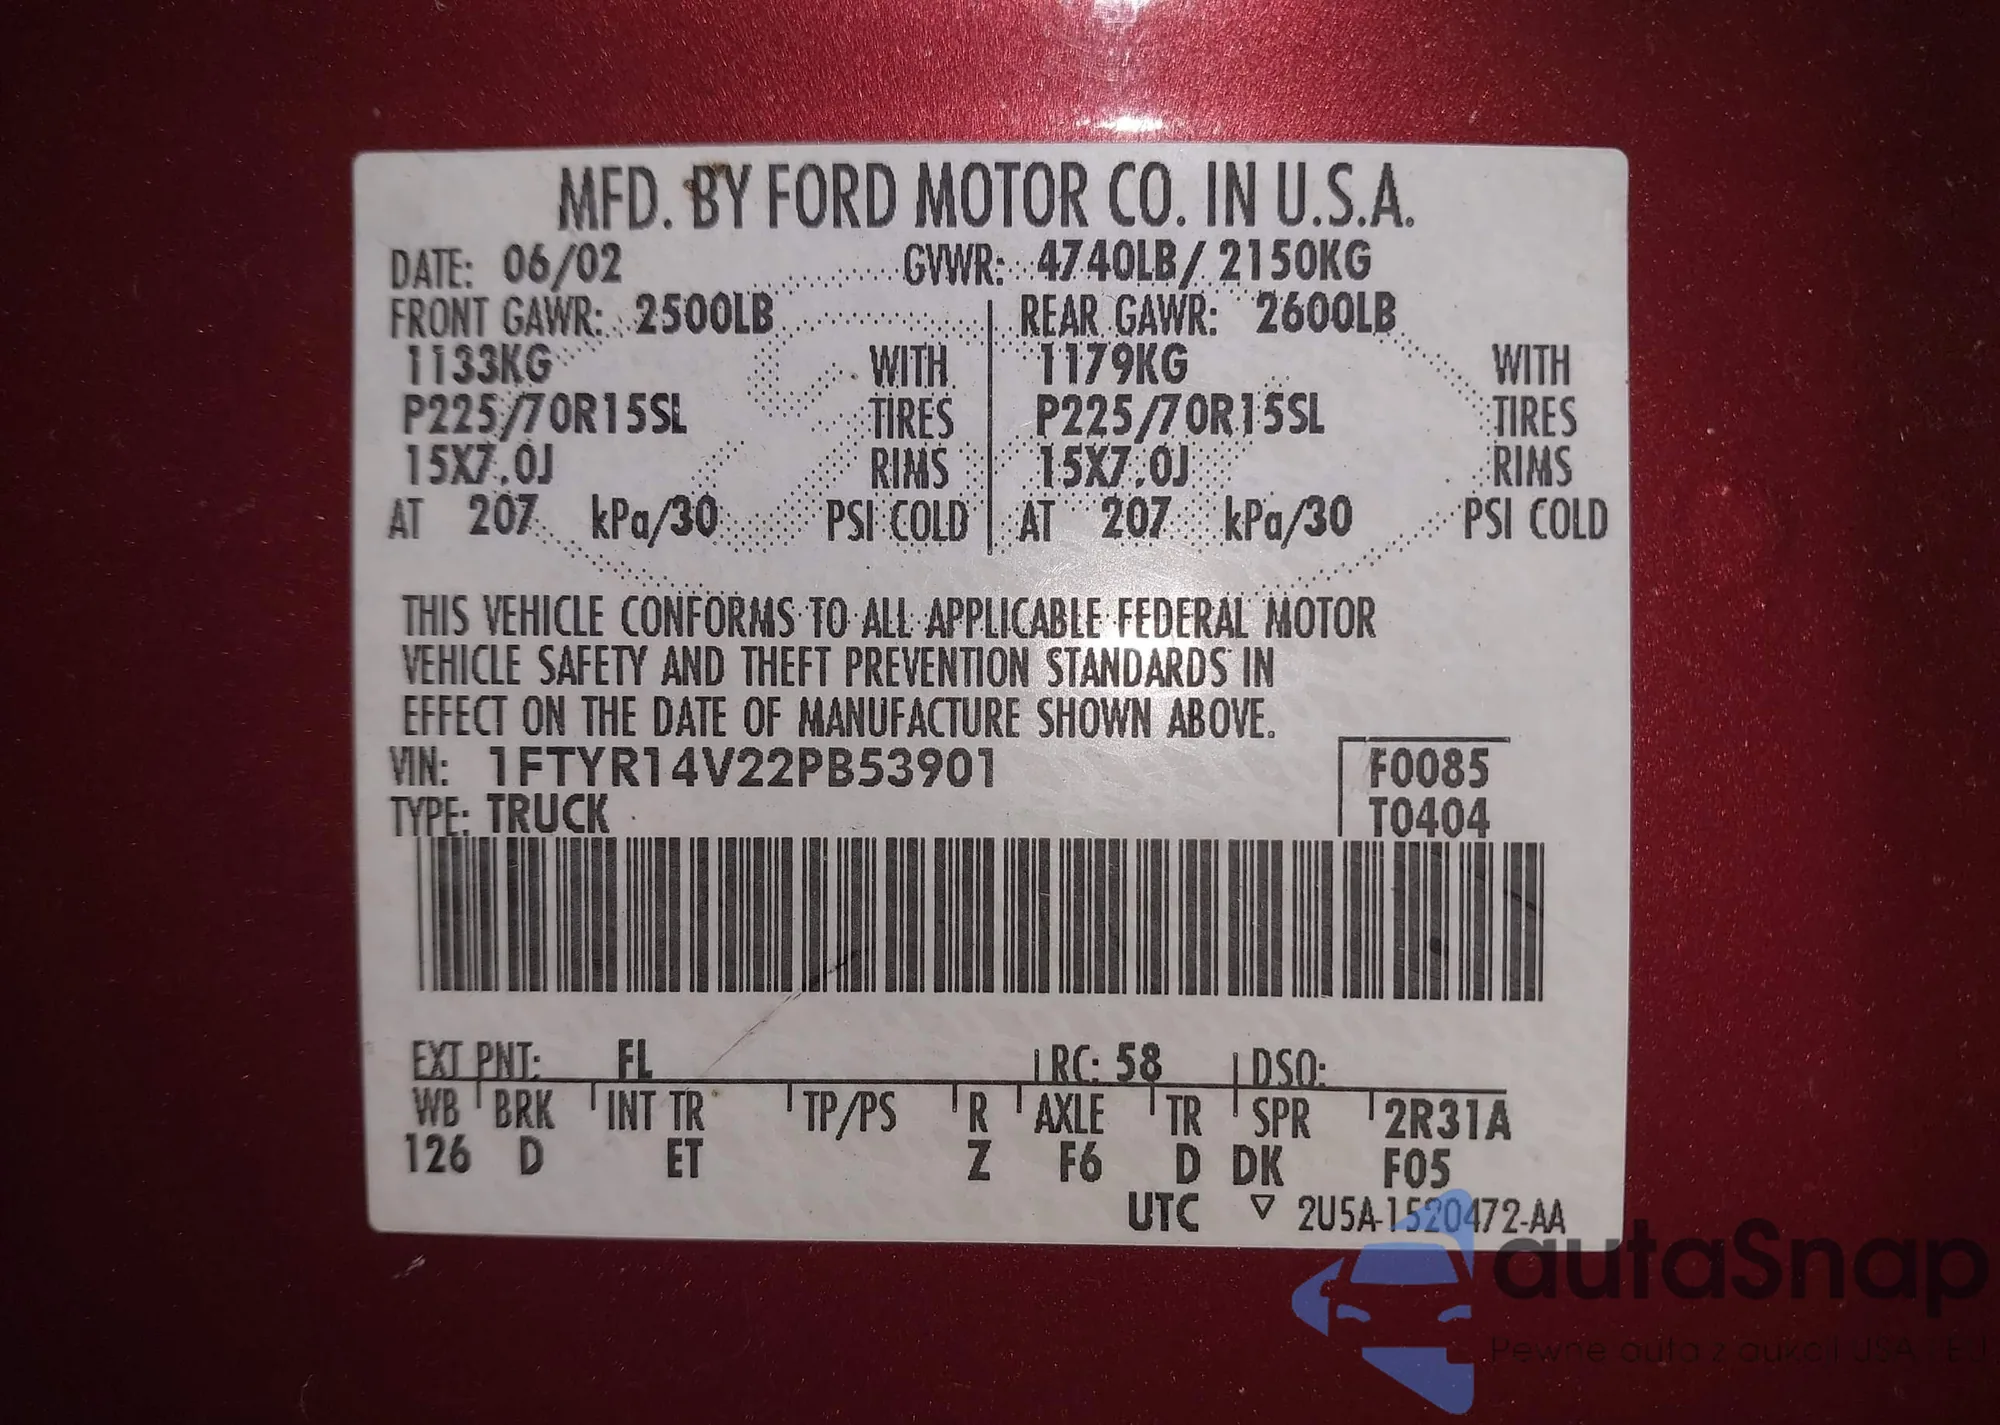 MFD. BY FORD MOTOR CO. IN U.S.A.
DATE: 06/02 GVWR: 4740LB/ 2150KG
FRONT GAWR: 2500LB REAR GAWR: 2600LB
1133KG WITH 1179KG WITH
P225/70R15SL TIRES P225/70R15SL TIRES
15X7.0J RIMS 15X7.0J RIMS
AT 207 kPa/30 PSI COLD AT 207 kPa/30 PSI COLD
THIS VEHICLE CONFORMS TO ALL APPLICABLE FEDERAL MOTOR
VEHICLE SAFETY AND THEFT PREVENTION STANDARDS IN
EFFECT ON THE DATE OF MANUFACTURE SHOWN ABOVE.
VIN: 1FTYR14V22PB53901 F0085
TYPE: TRUCK T0404
EXT PNT: FL RC: 58 DSO:
WB BRK INT TR TP/PS R AXLE TR SPR 2R31A
126 D ET Z F6 D DK F05
UTC ▽ 2U5A-1520472-AA
autaSnap
Pewne auta z aukcji USA i EU